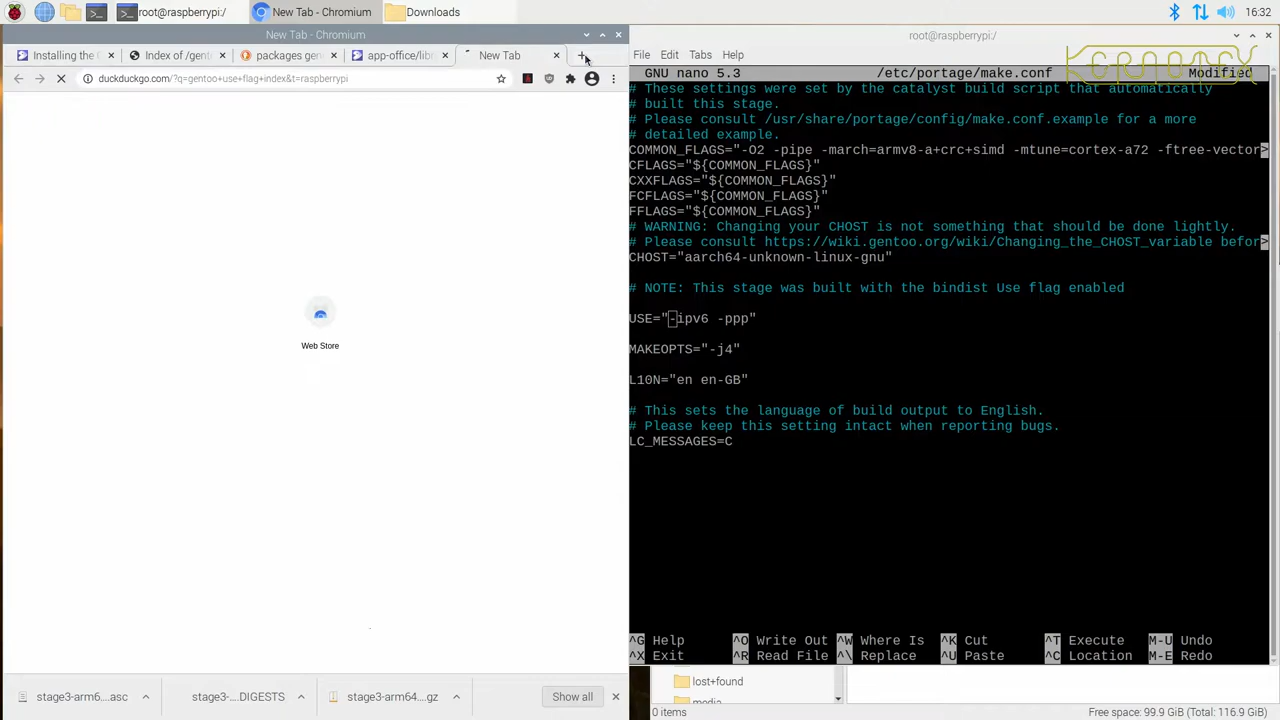 root@raspberrypi:/
New Tab - Chromium
Downloads
16:32
New Tab - Chromium
root@raspberrypi:/
Installing the
Index of /gent
packages gen
app-office/lib
New Tab
duckduckgo.com/?q=gentoo+use+flag+index&t=raspberrypi
Web Store
File Edit Tabs Help
KERNOTEX
GNU nano 5.3 /etc/portage/make.conf Modified
# These settings were set by the catalyst build script that automatically
# built this stage.
# Please consult /usr/share/portage/config/make.conf.example for a more
# detailed example.
COMMON_FLAGS="-O2 -pipe -march=armv8-a+crc+simd -mtune=cortex-a72 -ftree-vector>
CFLAGS="${COMMON_FLAGS}"
CXXFLAGS="${COMMON_FLAGS}"
FCFLAGS="${COMMON_FLAGS}"
FFLAGS="${COMMON_FLAGS}"
# WARNING: Changing your CHOST is not something that should be done lightly.
# Please consult https://wiki.gentoo.org/wiki/Changing_the_CHOST_variable befor>
CHOST="aarch64-unknown-linux-gnu"
# NOTE: This stage was built with the bindist Use flag enabled
USE="-ipv6 -ppp"
MAKEOPTS="-j4"
L10N="en en-GB"
# This sets the language of build output to English.
# Please keep this setting intact when reporting bugs.
LC_MESSAGES=C
^G Help ^O Write Out ^W Where Is ^K Cut ^T Execute M-U Undo
^X Exit ^R Read File ^\ Replace ^U Paste ^C Location M-E Redo
stage3-arm6....asc
stage3-....DIGESTS
stage3-arm64....gz
Show all
lost+found
media
0 items
Free space: 99.9 GiB (Total: 116.9 GiB)